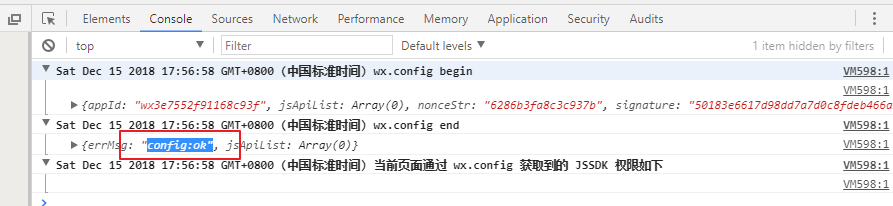 Elements Console Sources Network Performance Memory Application Security Audits
top Filter Default levels 1 item hidden by filters
Sat Dec 15 2018 17:56:58 GMT+0800 (中国标准时间) wx.config begin VM598:1
VM598:1
{appId: "wx3e7552f91168c93f", jsApiList: Array(0), nonceStr: "6286b3fa8c3c937b", signature: "50183e6617d98dd7a7d0c8fdeb466a
Sat Dec 15 2018 17:56:58 GMT+0800 (中国标准时间) wx.config end VM598:1
{errMsg: "config:ok", jsApiList: Array(0)} VM598:1
Sat Dec 15 2018 17:56:58 GMT+0800 (中国标准时间) 当前页面通过 wx.config 获取到的 JSSDK 权限如下 VM598:1
VM598:1